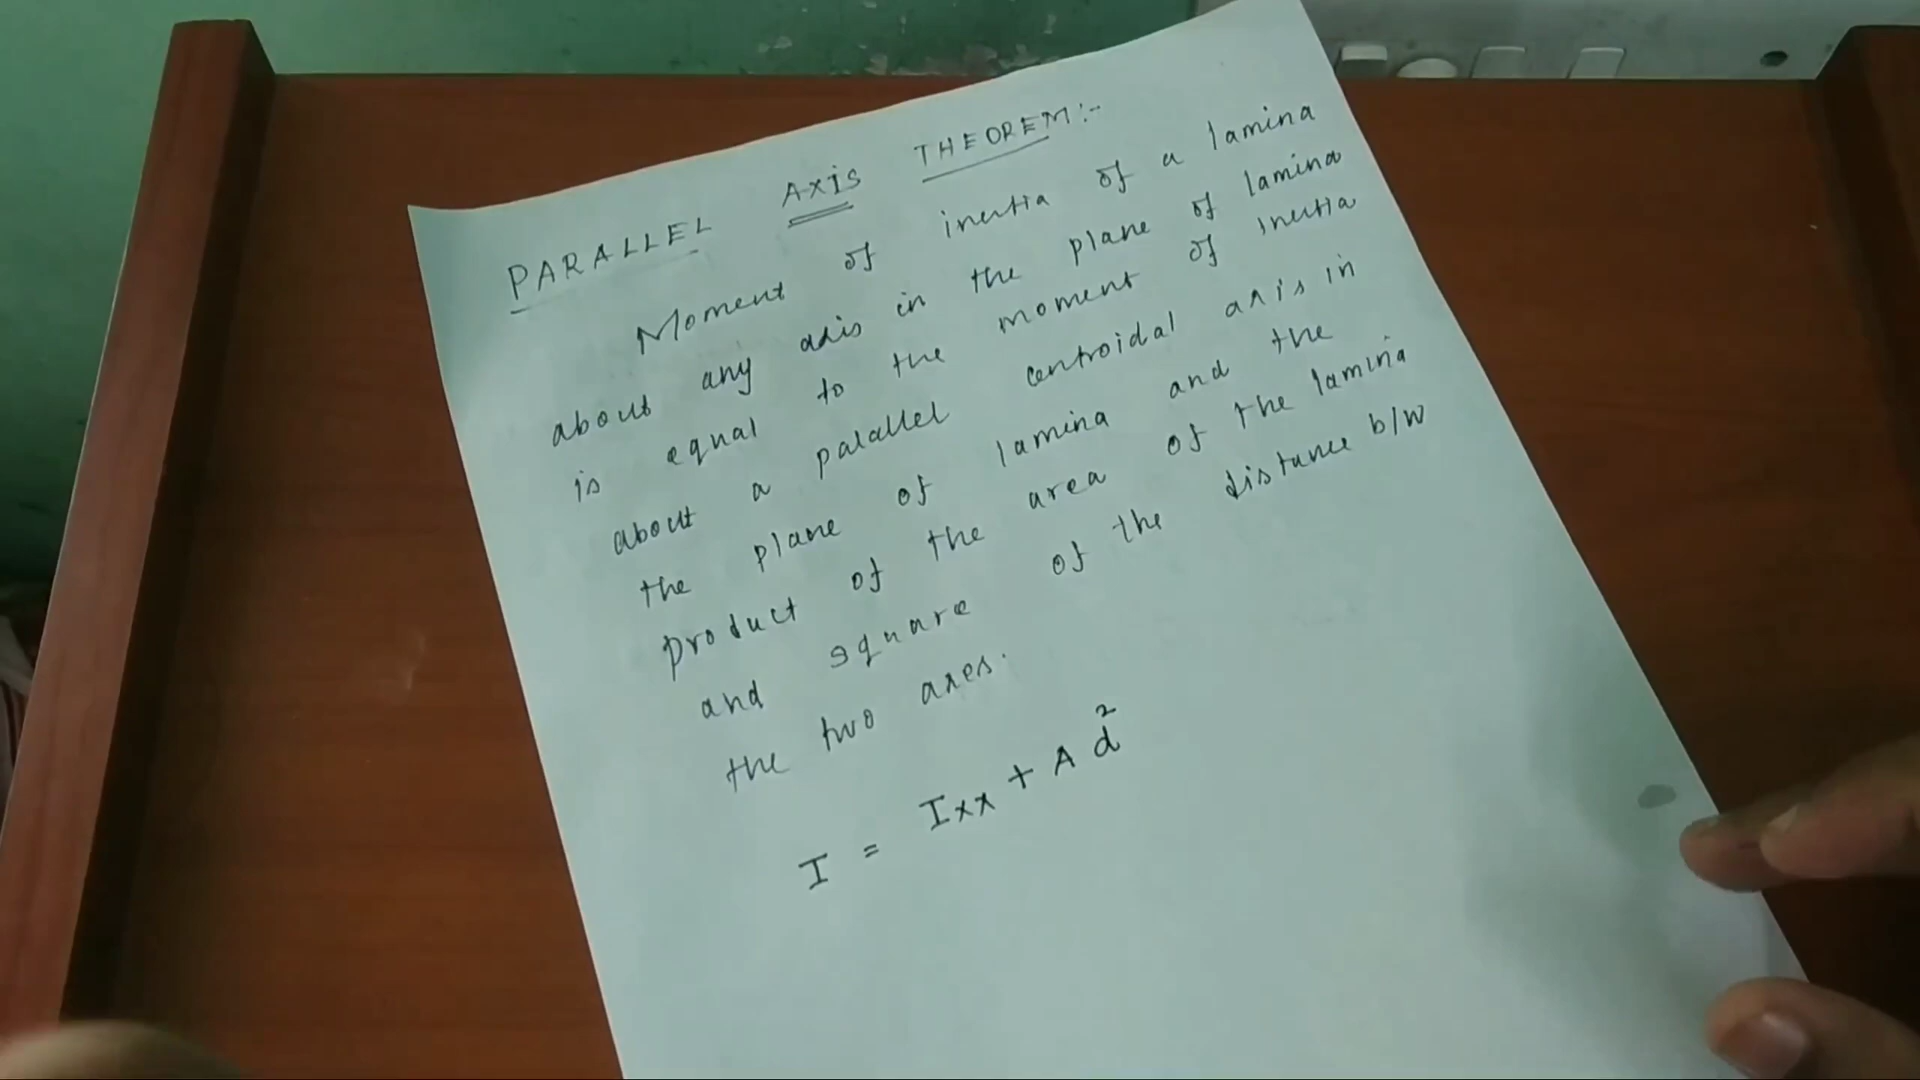 PARALLEL AXIS THEOREM:-
Moment of inertia of a lamina
about any axis in the plane of lamina
is equal to the moment of inertia
about a parallel centroidal axis in
the plane of lamina and the
product of the area of the lamina
and square of the distance b/w
the two axes.
I = Ixx + A d²